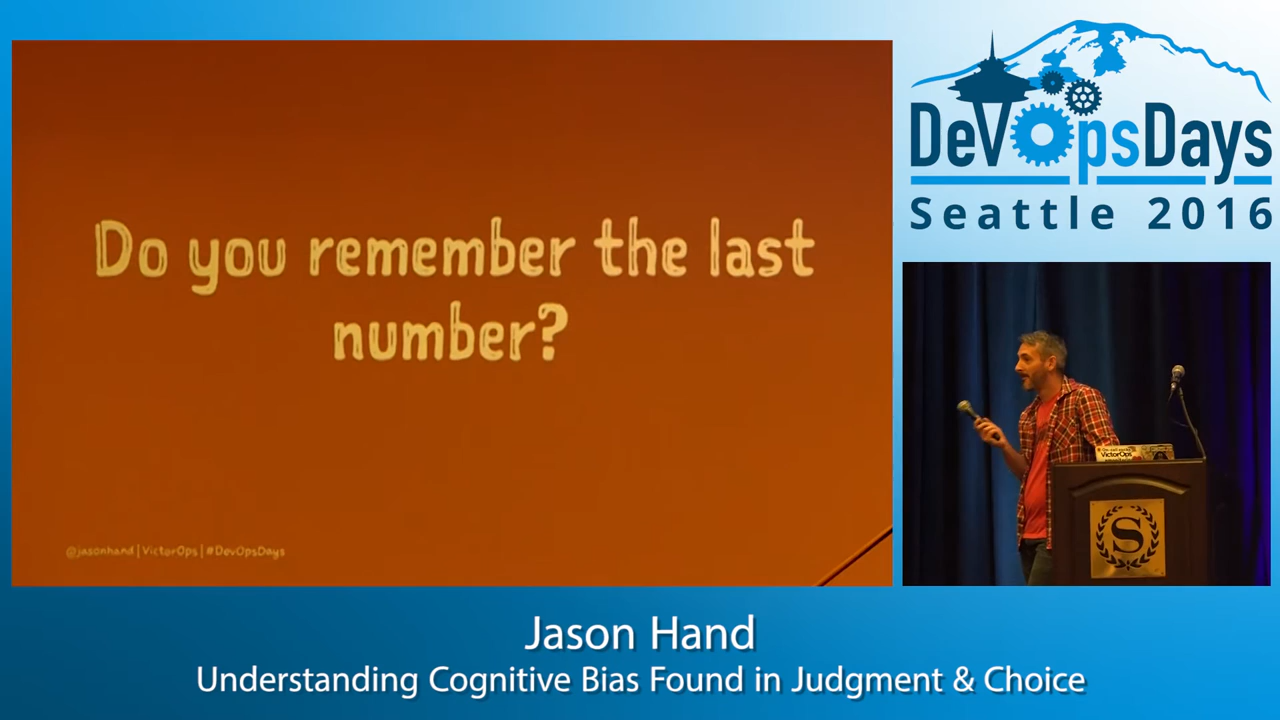 Do you remember the last
number?
@jasonhand | VictorOps | #DevOpsDays
DevOpsDays
Seattle 2016
VictorOps
S
Jason Hand
Understanding Cognitive Bias Found in Judgment & Choice